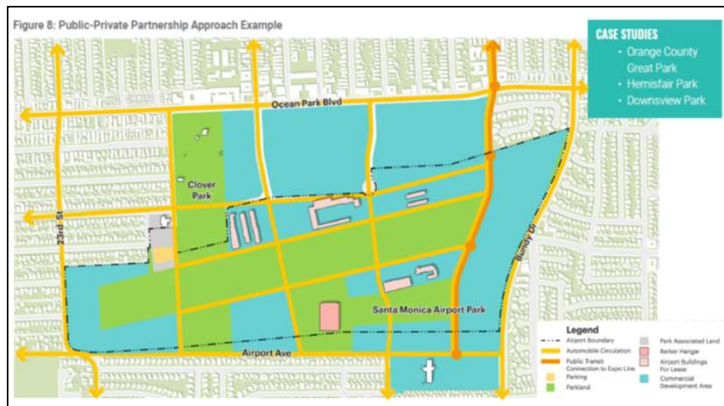 Figure 8: Public-Private Partnership Approach Example
CASE STUDIES
• Orange County
Great Park
• Hemisfair Park
• Downsview Park
Ocean Park Blvd
Clover
Park
23rd St
Bundy Dr
Santa Monica Airport Park
Airport Ave
Legend
Airport Boundary
Automobile Circulation
Public Transit
Connection to Expo Line
Parking
Parkland
Park Associated Land
Barker Hangar
Airport Buildings
For Lease
Commercial
Development Area